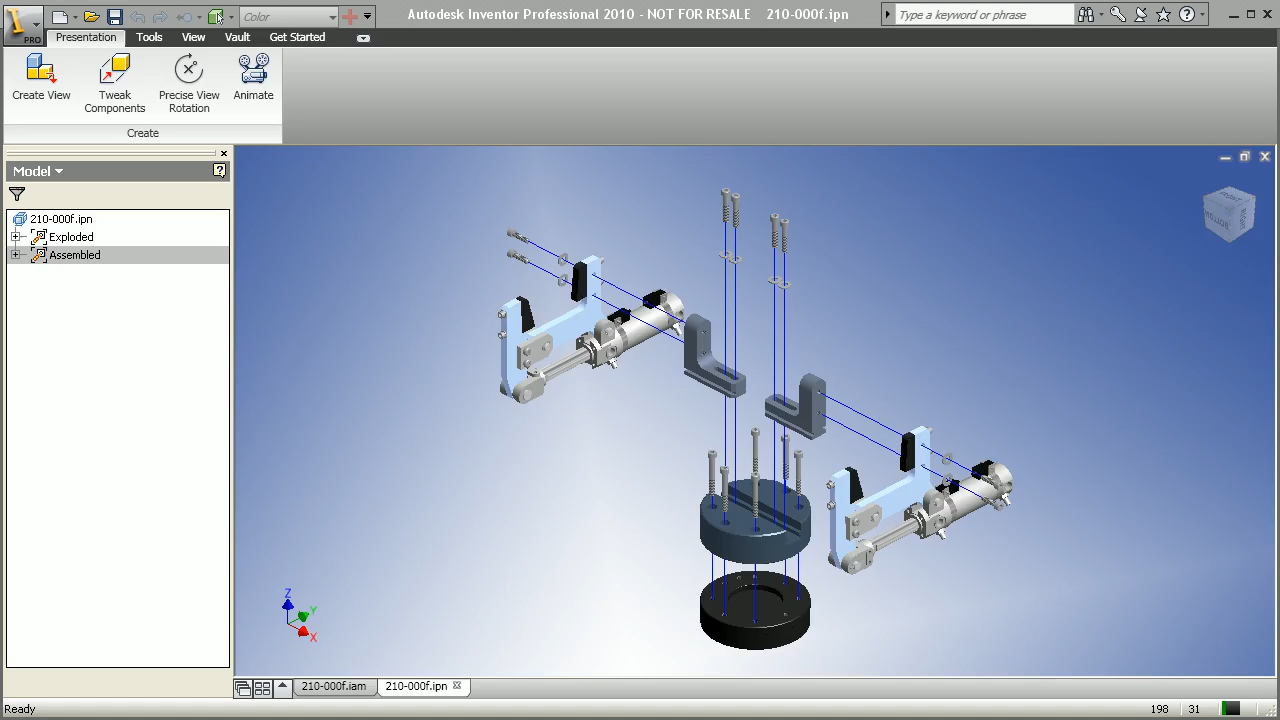 Color
Autodesk Inventor Professional 2010 - NOT FOR RESALE 210-000f.ipn
Type a keyword or phrase
PRO
Presentation Tools View Vault Get Started
Create View
Tweak Components
Precise View Rotation
Animate
Create
Model
210-000f.ipn
Exploded
Assembled
FRONT
BOTTOM
Z
Y
X
210-000f.iam 210-000f.ipn
Ready 198 31